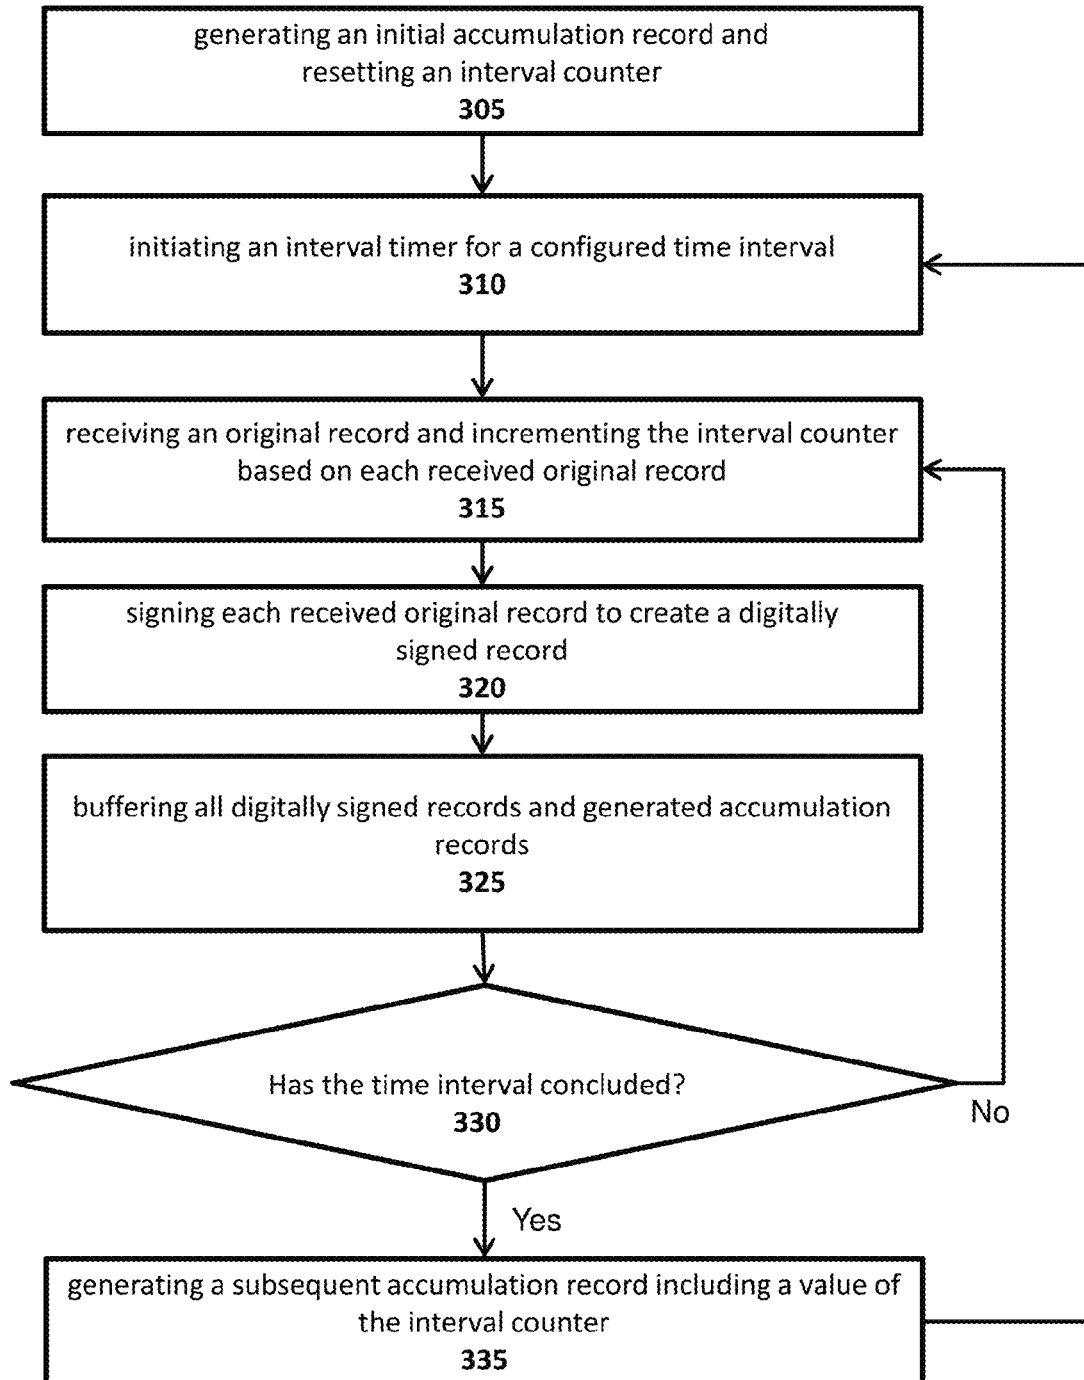 generating an initial accumulation record and
resetting an interval counter
305
initiating an interval timer for a configured time interval
310
receiving an original record and incrementing the interval counter
based on each received original record
315
signing each received original record to create a digitally
signed record
320
buffering all digitally signed records and generated accumulation
records
325
Has the time interval concluded?
330
No
Yes
generating a subsequent accumulation record including a value of
the interval counter
335